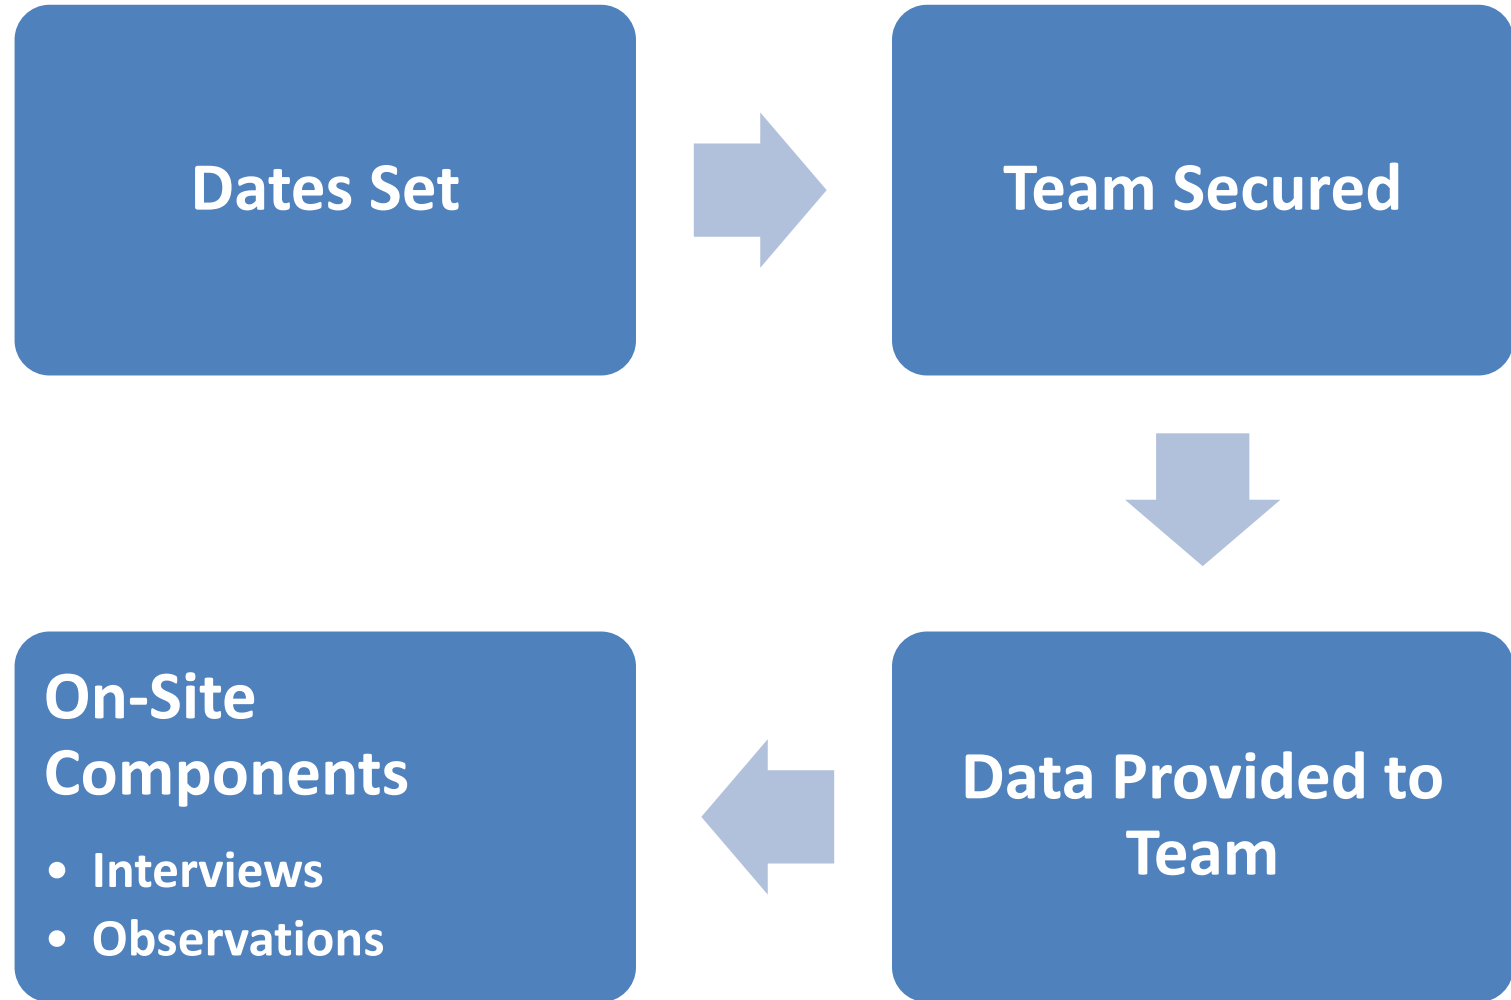 Dates Set
Team Secured
On-Site
Components
• Interviews
• Observations
Data Provided to
Team